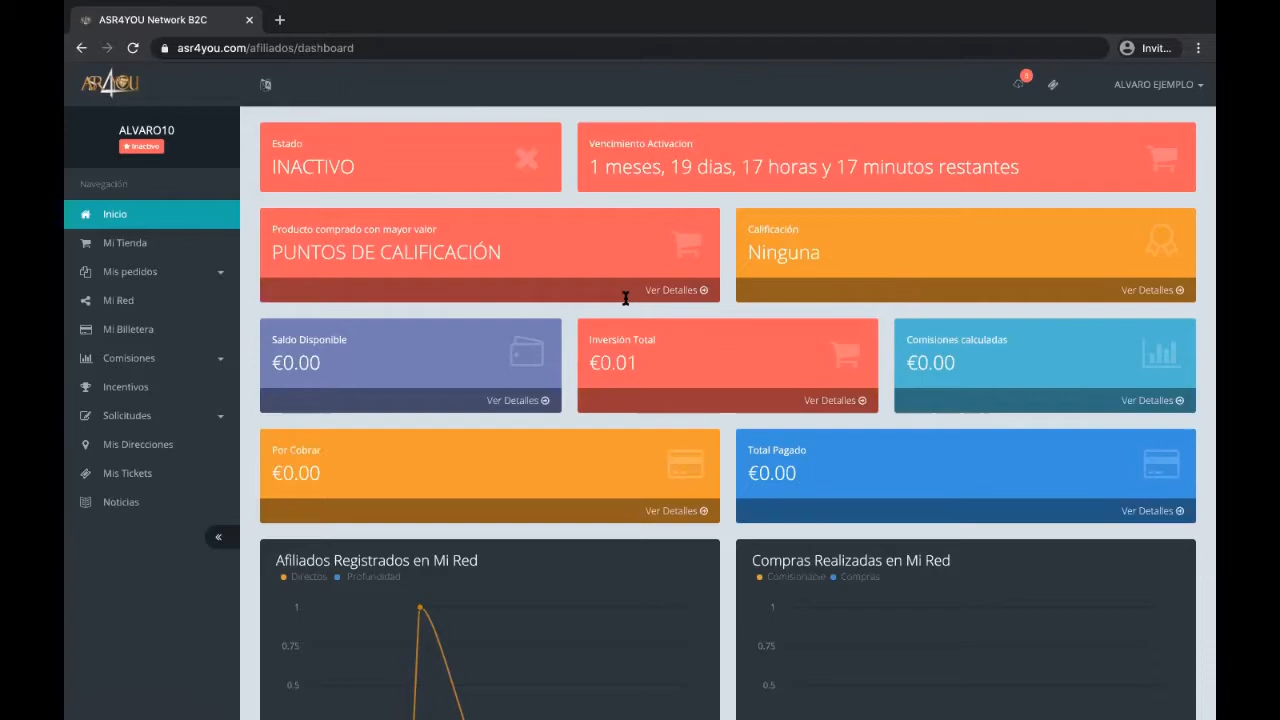 ASR4YOU Network B2C
asr4you.com/afiliados/dashboard
Invit...
ASR4YOU
8
ALVARO EJEMPLO
ALVARO10
Inactivo
Navegación
Inicio
Mi Tienda
Mis pedidos
Mi Red
Mi Billetera
Comisiones
Incentivos
Solicitudes
Mis Direcciones
Mis Tickets
Noticias
Estado
INACTIVO
Vencimiento Activacion
1 meses, 19 dias, 17 horas y 17 minutos restantes
Producto comprado con mayor valor
PUNTOS DE CALIFICACIÓN
Ver Detalles
Calificación
Ninguna
Ver Detalles
Saldo Disponible
€0.00
Ver Detalles
Inversión Total
€0.01
Ver Detalles
Comisiones calculadas
€0.00
Ver Detalles
Por Cobrar
€0.00
Ver Detalles
Total Pagado
€0.00
Ver Detalles
Afiliados Registrados en Mi Red
Directos Profundidad
1
0.75
0.5
Compras Realizadas en Mi Red
Comisionable Compras
1
0.75
0.5